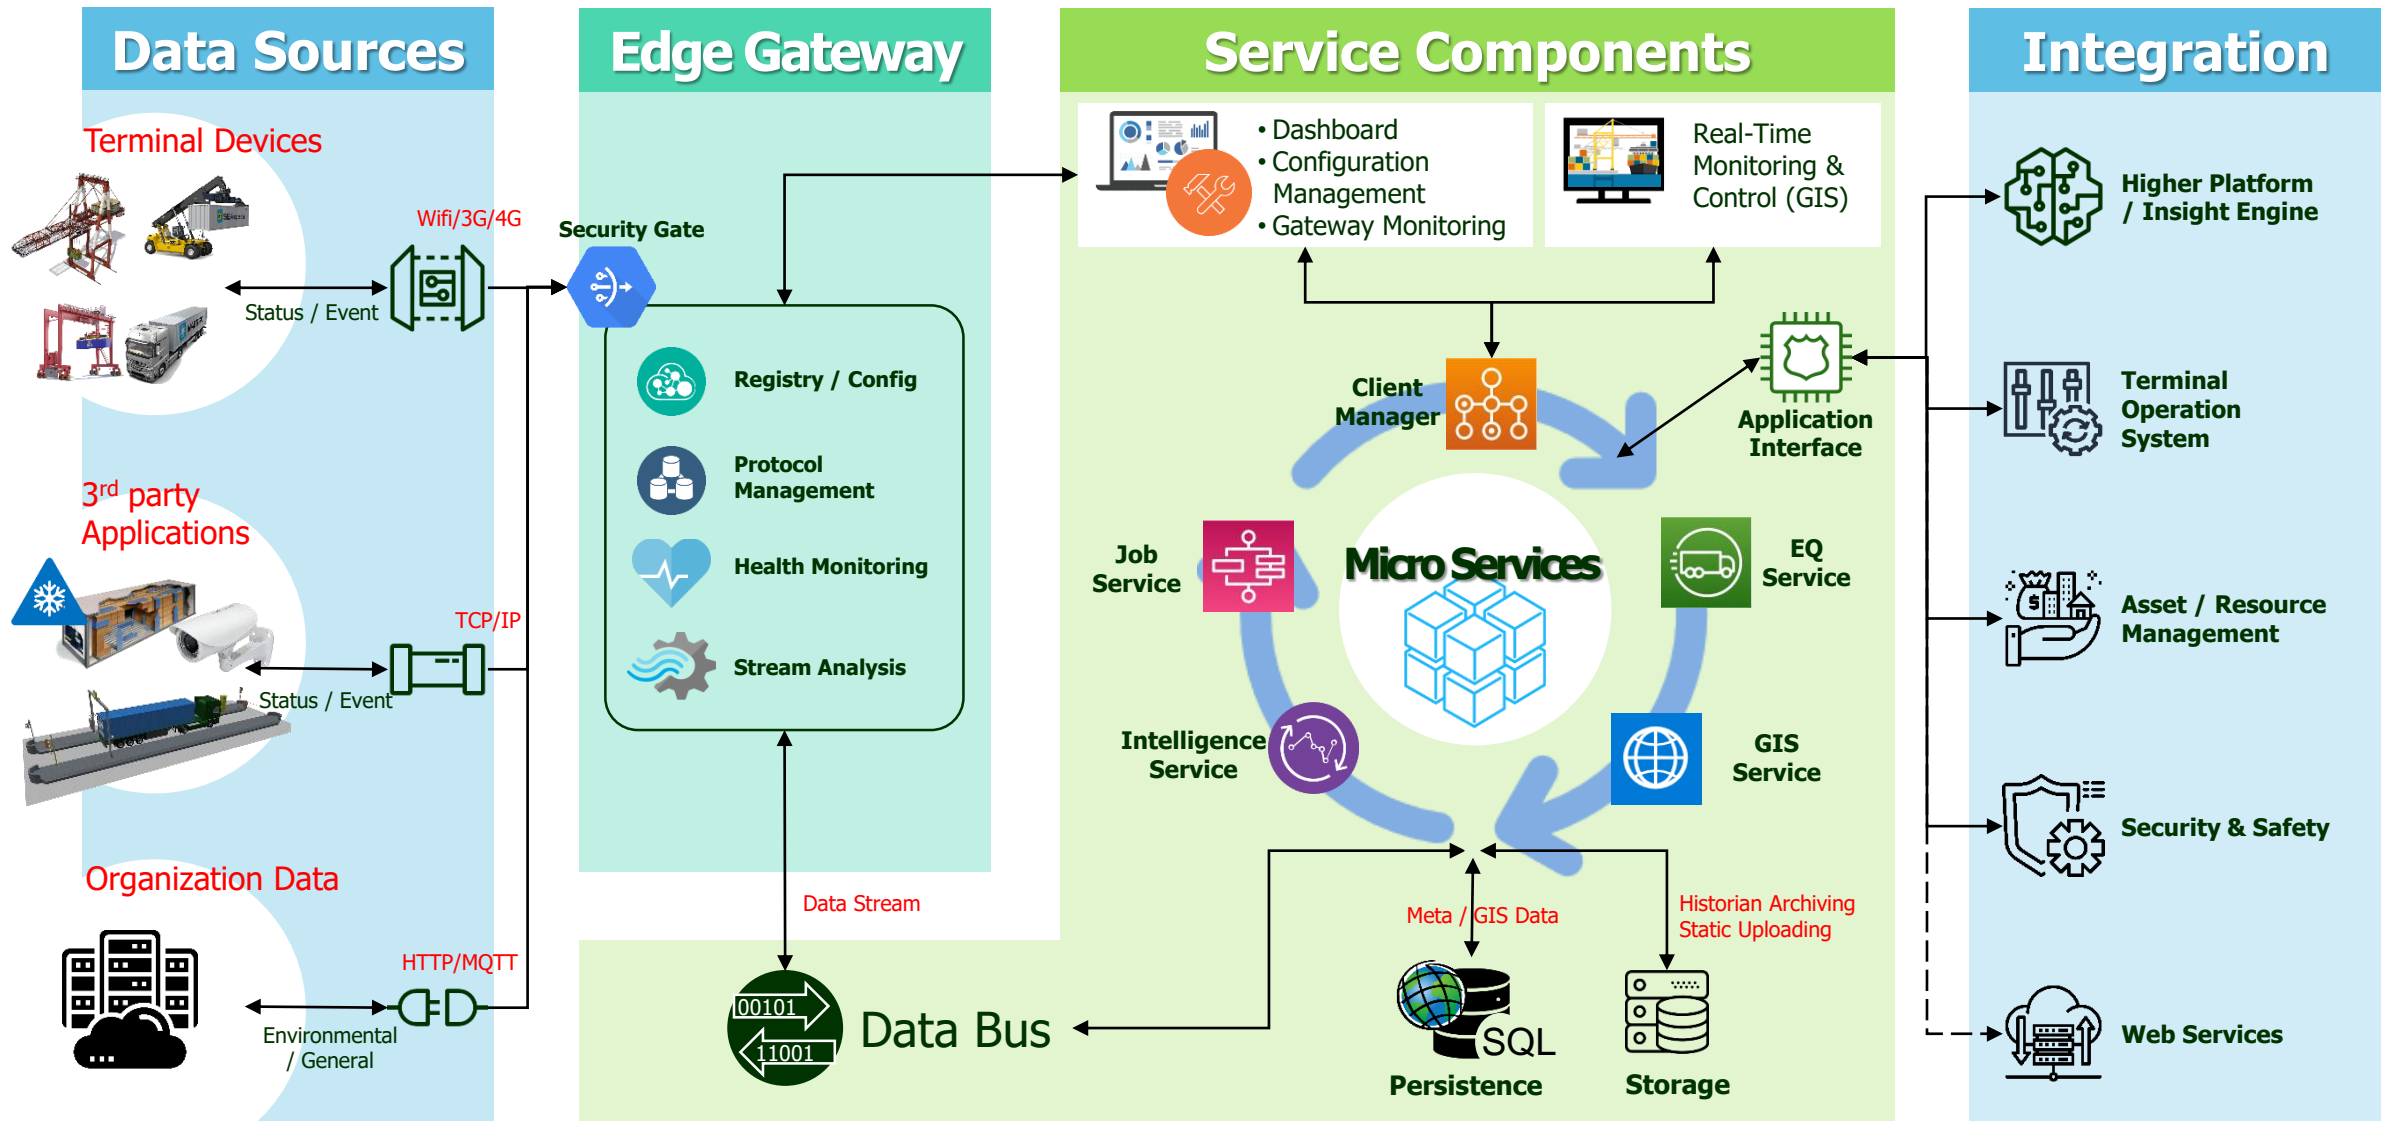 Data Sources
Edge Gateway
Service Components
Integration
Terminal Devices
Wifi/3G/4G
Status / Event
3rd party
Applications
TCP/IP
Status / Event
Organization Data
HTTP/MQTT
Environmental
/ General
Security Gate
Registry / Config
Protocol
Management
Health Monitoring
Stream Analysis
Data Stream
00101
11001
Data Bus
• Dashboard
• Configuration
Management
• Gateway Monitoring
Real-Time
Monitoring &
Control (GIS)
Client
Manager
Application
Interface
Job
Service
Micro Services
EQ
Service
Intelligence
Service
GIS
Service
Meta / GIS Data
Historian Archiving
Static Uploading
SQL
Persistence
Storage
Higher Platform
/ Insight Engine
Terminal
Operation
System
$
Asset / Resource
Management
Security & Safety
Web Services